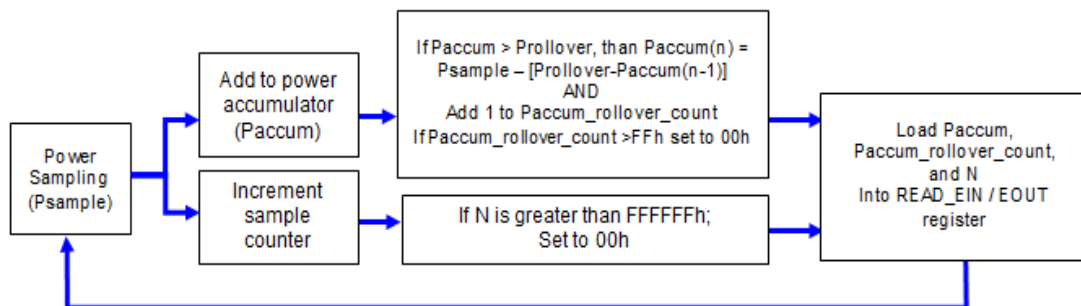 Power
Sampling
(Psample)
Add to power
accumulator
(Paccum)
Increment
sample
counter
If Paccum > Prollover, than Paccum(n) =
Psample – [Prollover-Paccum(n-1)]
AND
Add 1 to Paccum_rollover_count
If Paccum_rollover_count >FFh set to 00h
If N is greater than FFFFFFh;
Set to 00h
Load Paccum,
Paccum_rollover_count,
and N
Into READ_EIN / EOUT
register